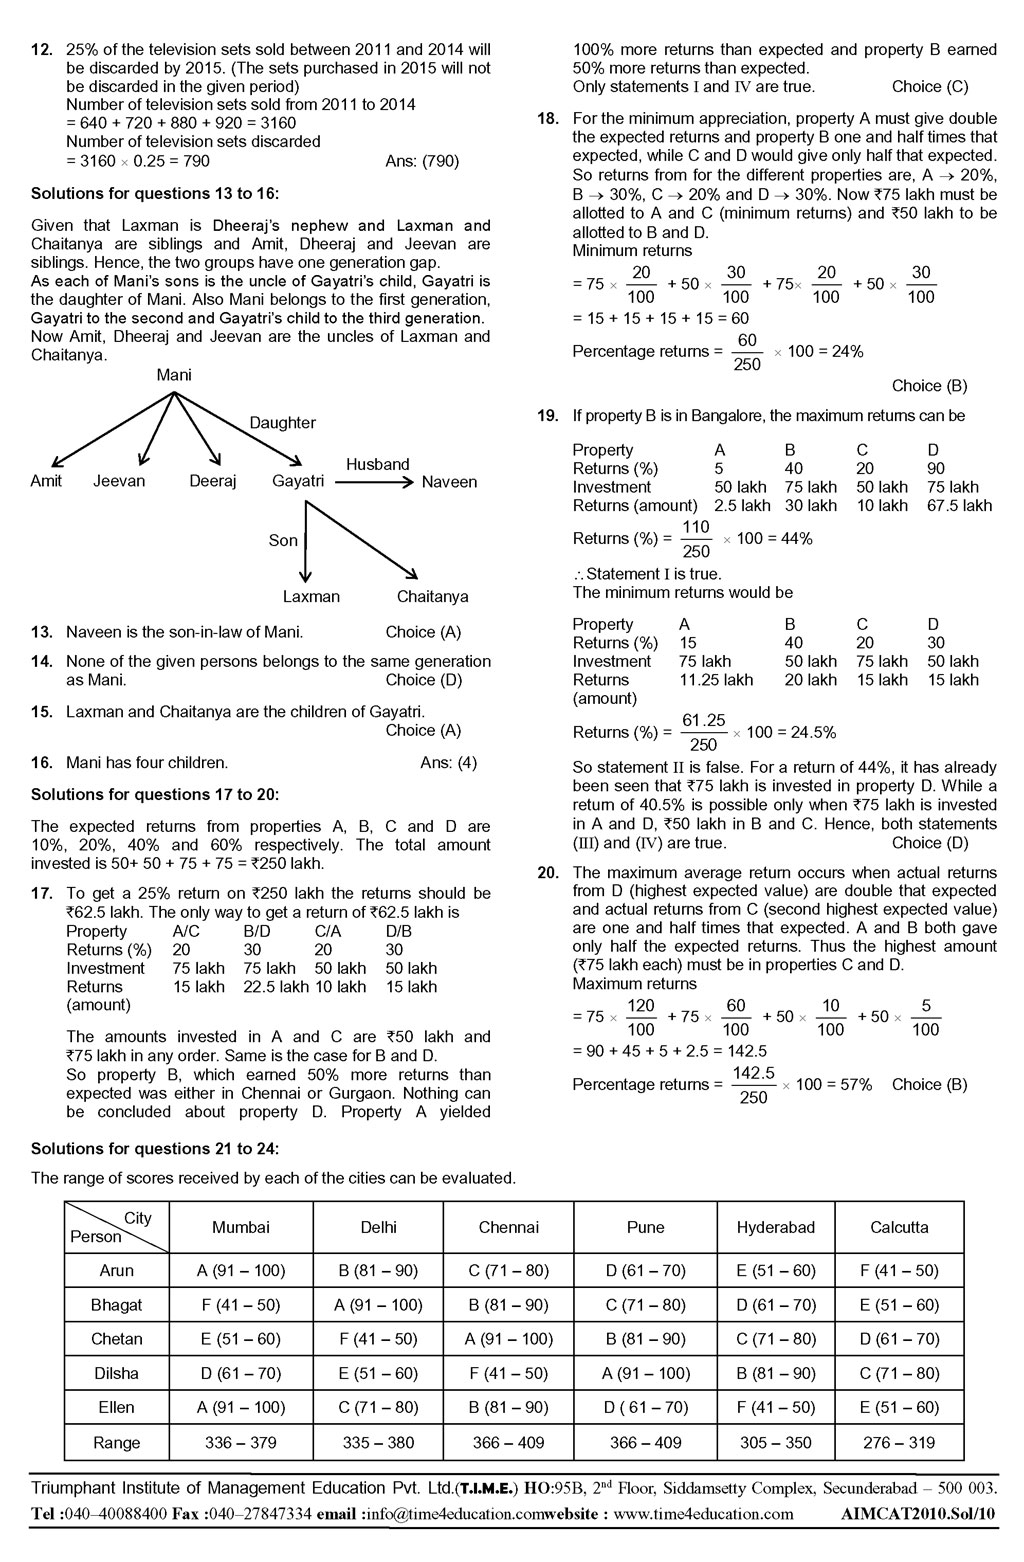 12. 25% of the television sets sold between 2011 and 2014 will
be discarded by 2015. (The sets purchased in 2015 will not
be discarded in the given period)
Number of television sets sold from 2011 to 2014
= 640 + 720 + 880 + 920 = 3160
Number of television sets discarded
= 3160 × 0.25 = 790 Ans: (790)
Solutions for questions 13 to 16:
Given that Laxman is Dheeraj’s nephew and Laxman and
Chaitanya are siblings and Amit, Dheeraj and Jeevan are
siblings. Hence, the two groups have one generation gap.
As each of Mani’s sons is the uncle of Gayatri’s child, Gayatri is
the daughter of Mani. Also Mani belongs to the first generation,
Gayatri to the second and Gayatri’s child to the third generation.
Now Amit, Dheeraj and Jeevan are the uncles of Laxman and
Chaitanya.
Mani
Daughter
Husband
Amit Jeevan Deeraj Gayatri Naveen
Son
Laxman Chaitanya
13. Naveen is the son-in-law of Mani. Choice (A)
14. None of the given persons belongs to the same generation
as Mani. Choice (D)
15. Laxman and Chaitanya are the children of Gayatri.
Choice (A)
16. Mani has four children. Ans: (4)
Solutions for questions 17 to 20:
The expected returns from properties A, B, C and D are
10%, 20%, 40% and 60% respectively. The total amount
invested is 50+ 50 + 75 + 75 = ₹250 lakh.
17. To get a 25% return on ₹250 lakh the returns should be
₹62.5 lakh. The only way to get a return of ₹62.5 lakh is
Property A/C B/D C/A D/B
Returns (%) 20 30 20 30
Investment 75 lakh 75 lakh 50 lakh 50 lakh
Returns 15 lakh 22.5 lakh 10 lakh 15 lakh
(amount)
The amounts invested in A and C are ₹50 lakh and
₹75 lakh in any order. Same is the case for B and D.
So property B, which earned 50% more returns than
expected was either in Chennai or Gurgaon. Nothing can
be concluded about property D. Property A yielded
100% more returns than expected and property B earned
50% more returns than expected.
Only statements I and IV are true. Choice (C)
18. For the minimum appreciation, property A must give double
the expected returns and property B one and half times that
expected, while C and D would give only half that expected.
So returns from for the different properties are, A → 20%,
B → 30%, C → 20% and D → 30%. Now ₹75 lakh must be
allotted to A and C (minimum returns) and ₹50 lakh to be
allotted to B and D.
Minimum returns
= 75 × 20/100 + 50 × 30/100 + 75× 20/100 + 50 × 30/100
= 15 + 15 + 15 + 15 = 60
Percentage returns = 60/250 × 100 = 24%
Choice (B)
19. If property B is in Bangalore, the maximum returns can be
Property A B C D
Returns (%) 5 40 20 90
Investment 50 lakh 75 lakh 50 lakh 75 lakh
Returns (amount) 2.5 lakh 30 lakh 10 lakh 67.5 lakh
Returns (%) = 110/250 × 100 = 44%
∴Statement I is true.
The minimum returns would be
Property A B C D
Returns (%) 15 40 20 30
Investment 75 lakh 50 lakh 75 lakh 50 lakh
Returns 11.25 lakh 20 lakh 15 lakh 15 lakh
(amount)
Returns (%) = 61.25/250 × 100 = 24.5%
So statement II is false. For a return of 44%, it has already
been seen that ₹75 lakh is invested in property D. While a
return of 40.5% is possible only when ₹75 lakh is invested
in A and D, ₹50 lakh in B and C. Hence, both statements
(III) and (IV) are true. Choice (D)
20. The maximum average return occurs when actual returns
from D (highest expected value) are double that expected
and actual returns from C (second highest expected value)
are one and half times that expected. A and B both gave
only half the expected returns. Thus the highest amount
(₹75 lakh each) must be in properties C and D.
Maximum returns
= 75 × 120/100 + 75 × 60/100 + 50 × 10/100 + 50 × 5/100
= 90 + 45 + 5 + 2.5 = 142.5
Percentage returns = 142.5/250 × 100 = 57% Choice (B)
Solutions for questions 21 to 24:
The range of scores received by each of the cities can be evaluated.
City
Person Mumbai Delhi Chennai Pune Hyderabad Calcutta
Arun A (91 – 100) B (81 – 90) C (71 – 80) D (61 – 70) E (51 – 60) F (41 – 50)
Bhagat F (41 – 50) A (91 – 100) B (81 – 90) C (71 – 80) D (61 – 70) E (51 – 60)
Chetan E (51 – 60) F (41 – 50) A (91 – 100) B (81 – 90) C (71 – 80) D (61 – 70)
Dilsha D (61 – 70) E (51 – 60) F (41 – 50) A (91 – 100) B (81 – 90) C (71 – 80)
Ellen A (91 – 100) C (71 – 80) B (81 – 90) D ( 61 – 70) F (41 – 50) E (51 – 60)
Range 336 – 379 335 – 380 366 – 409 366 – 409 305 – 350 276 – 319
Triumphant Institute of Management Education Pvt. Ltd.(T.I.M.E.) HO:95B, 2nd Floor, Siddamsetty Complex, Secunderabad – 500 003.
Tel :040–40088400 Fax :040–27847334 email :info@time4education.comwebsite : www.time4education.com AIMCAT2010.Sol/10